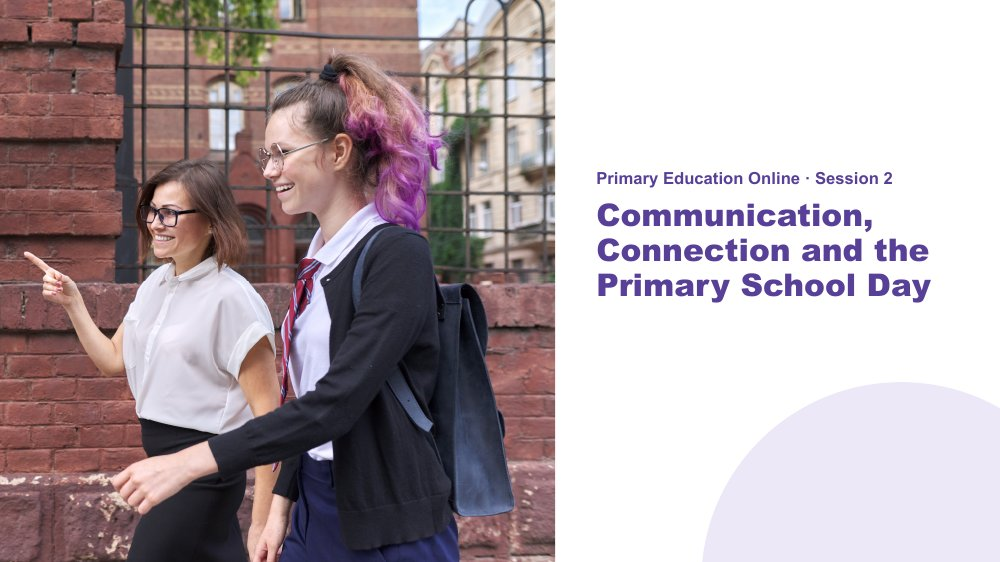 Primary Education Online · Session 2
Communication,
Connection and the
Primary School Day